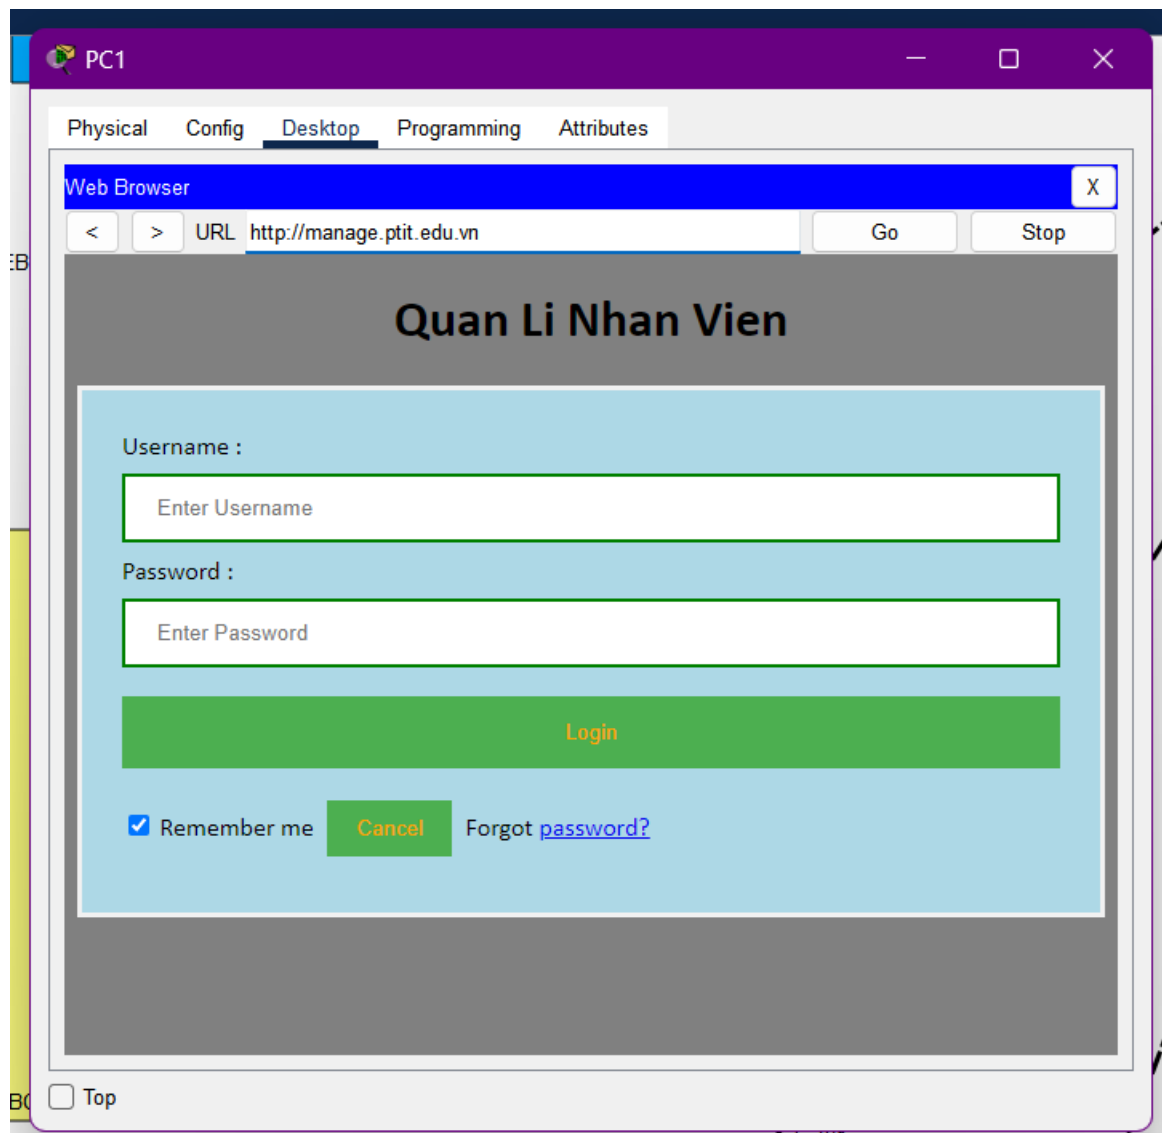 PC1
Physical Config Desktop Programming Attributes
Web Browser X
< > URL http://manage.ptit.edu.vn Go Stop
Quan Li Nhan Vien
Username :
Enter Username
Password :
Enter Password
Login
Remember me Cancel Forgot password?
Top